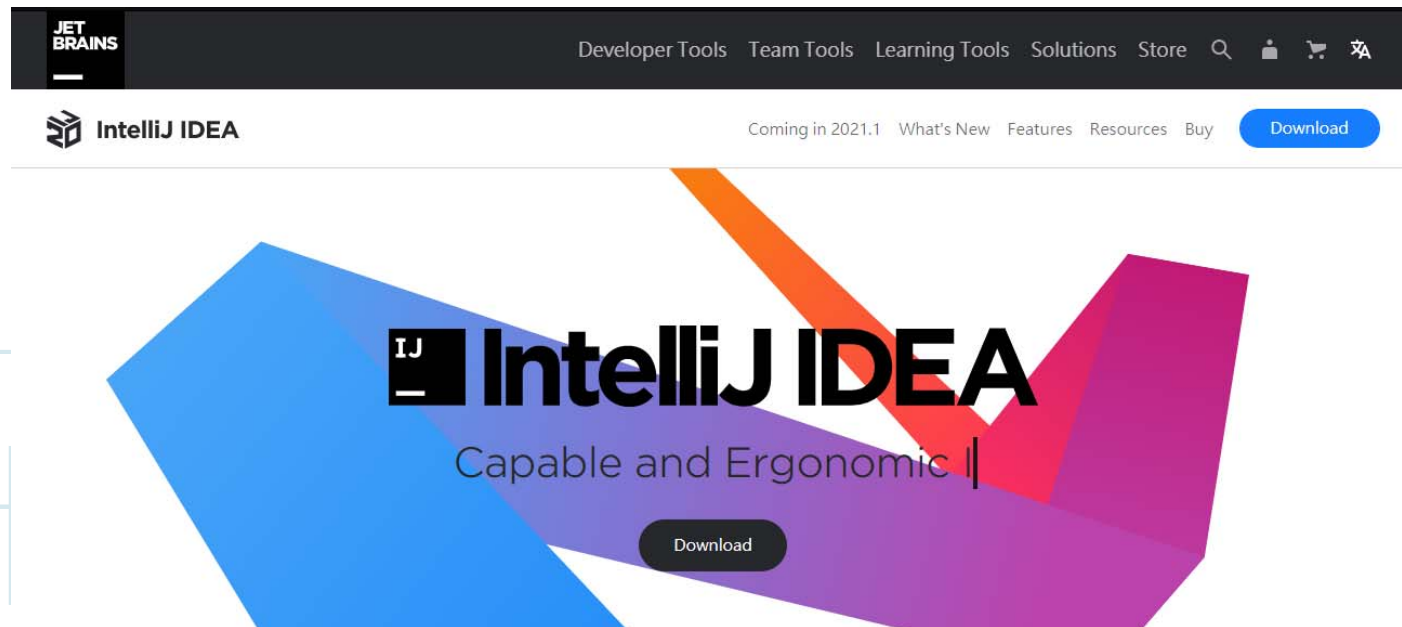 JET
BRAINS
Developer Tools Team Tools Learning Tools Solutions Store
IntelliJ IDEA
Coming in 2021.1 What's New Features Resources Buy Download
IJ
IntelliJ IDEA
Capable and Ergonomic I
Download